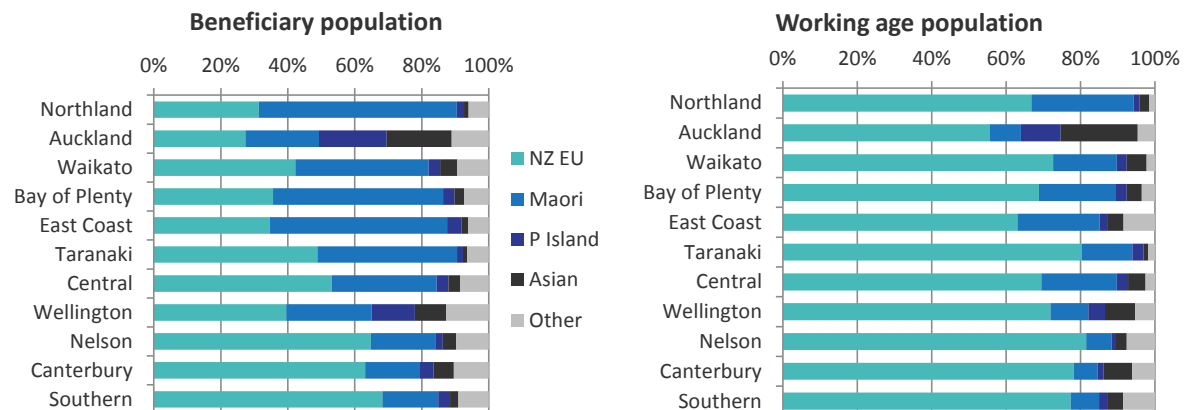 Beneficiary population
0% 20% 40% 60% 80% 100%
Northland
Auckland
Waikato
Bay of Plenty
East Coast
Taranaki
Central
Wellington
Nelson
Canterbury
Southern
NZ EU
Maori
P Island
Asian
Other
Working age population
0% 20% 40% 60% 80% 100%
Northland
Auckland
Waikato
Bay of Plenty
East Coast
Taranaki
Central
Wellington
Nelson
Canterbury
Southern